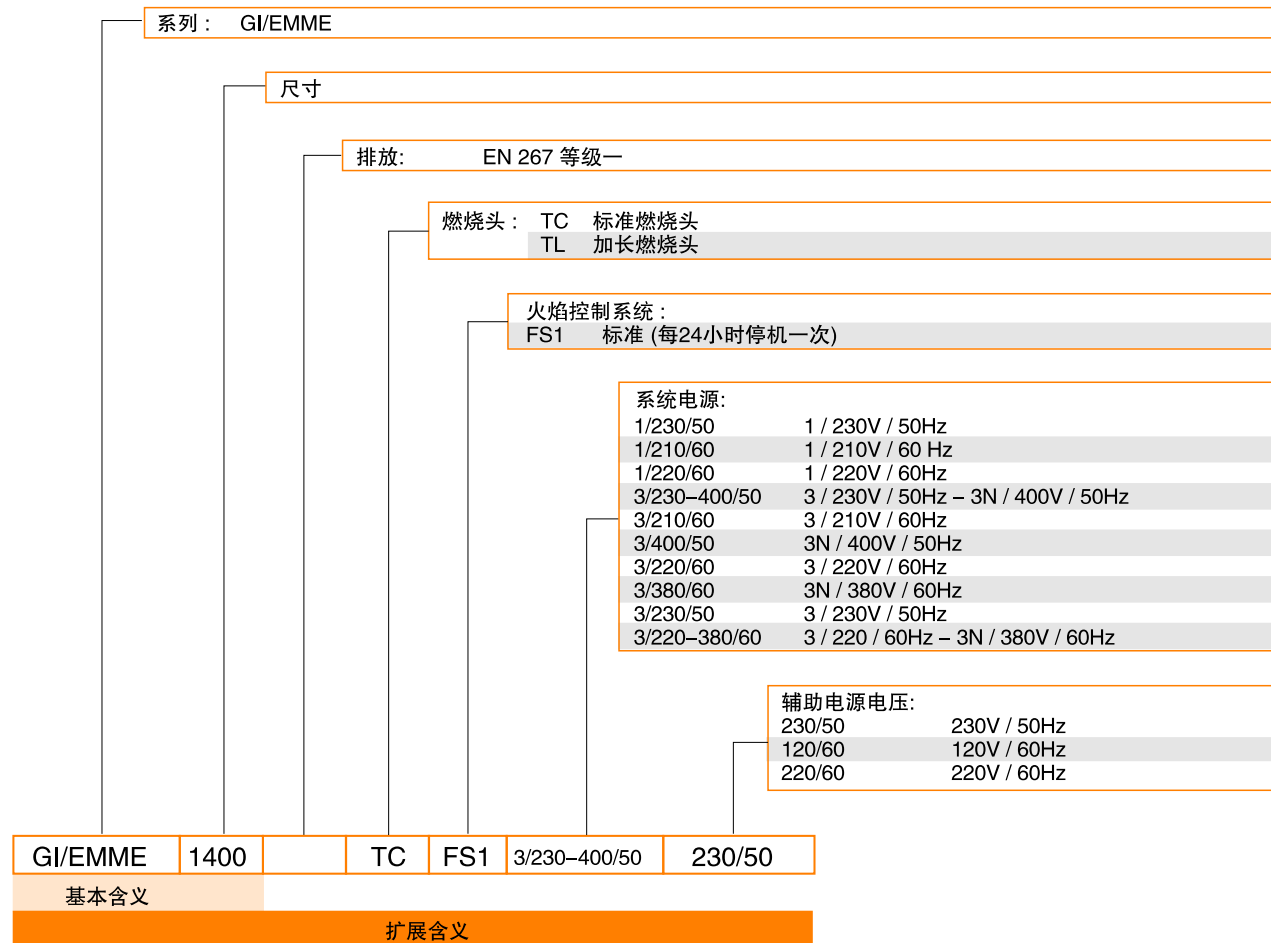 系列 : GI/EMME
尺寸
排放: EN 267 等级一
燃烧头 : TC 标准燃烧头
TL 加长燃烧头
火焰控制系统 :
FS1 标准 (每24小时停机一次)
系统电源:
1/230/50 1 / 230V / 50Hz
1/210/60 1 / 210V / 60 Hz
1/220/60 1 / 220V / 60Hz
3/230–400/50 3 / 230V / 50Hz – 3N / 400V / 50Hz
3/210/60 3 / 210V / 60Hz
3/400/50 3N / 400V / 50Hz
3/220/60 3 / 220V / 60Hz
3/380/60 3N / 380V / 60Hz
3/230/50 3 / 230V / 50Hz
3/220–380/60 3 / 220 / 60Hz – 3N / 380V / 60Hz
辅助电源电压:
230/50 230V / 50Hz
120/60 120V / 60Hz
220/60 220V / 60Hz
GI/EMME 1400 TC FS1 3/230–400/50 230/50
基本含义
扩展含义